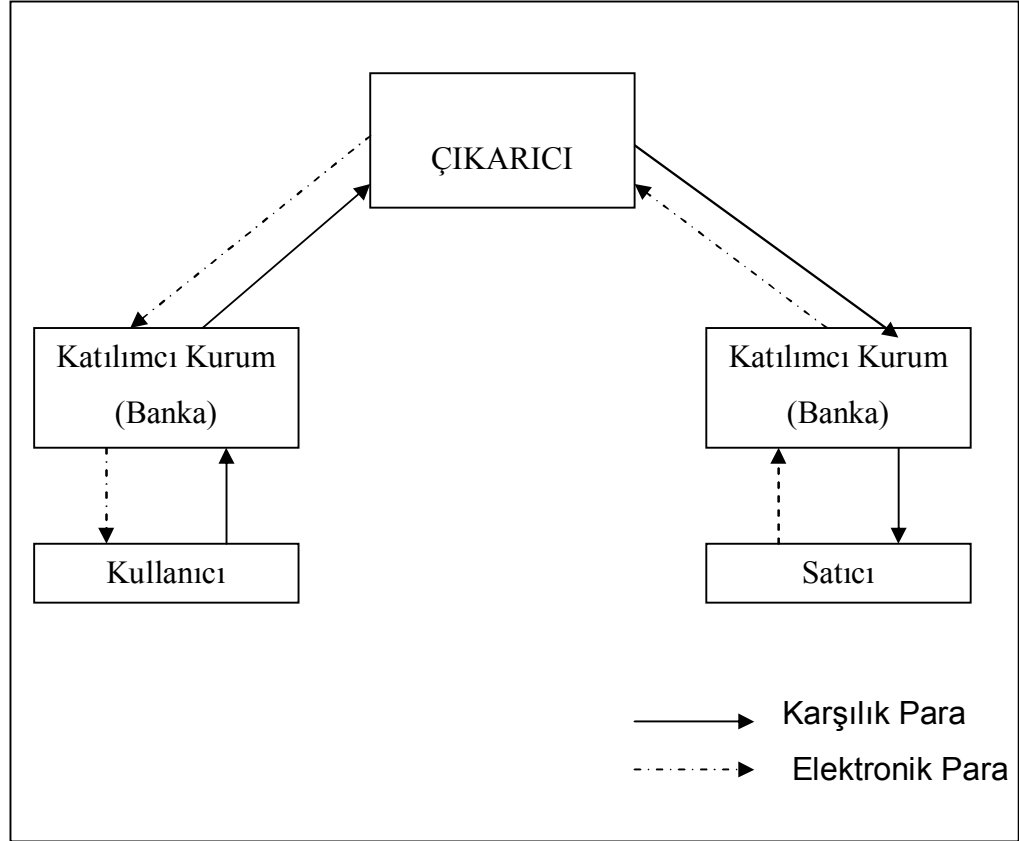 ÇIKARICI
Katılımcı Kurum
(Banka)
Katılımcı Kurum
(Banka)
Kullanıcı
Satıcı
Karşılık Para
Elektronik Para